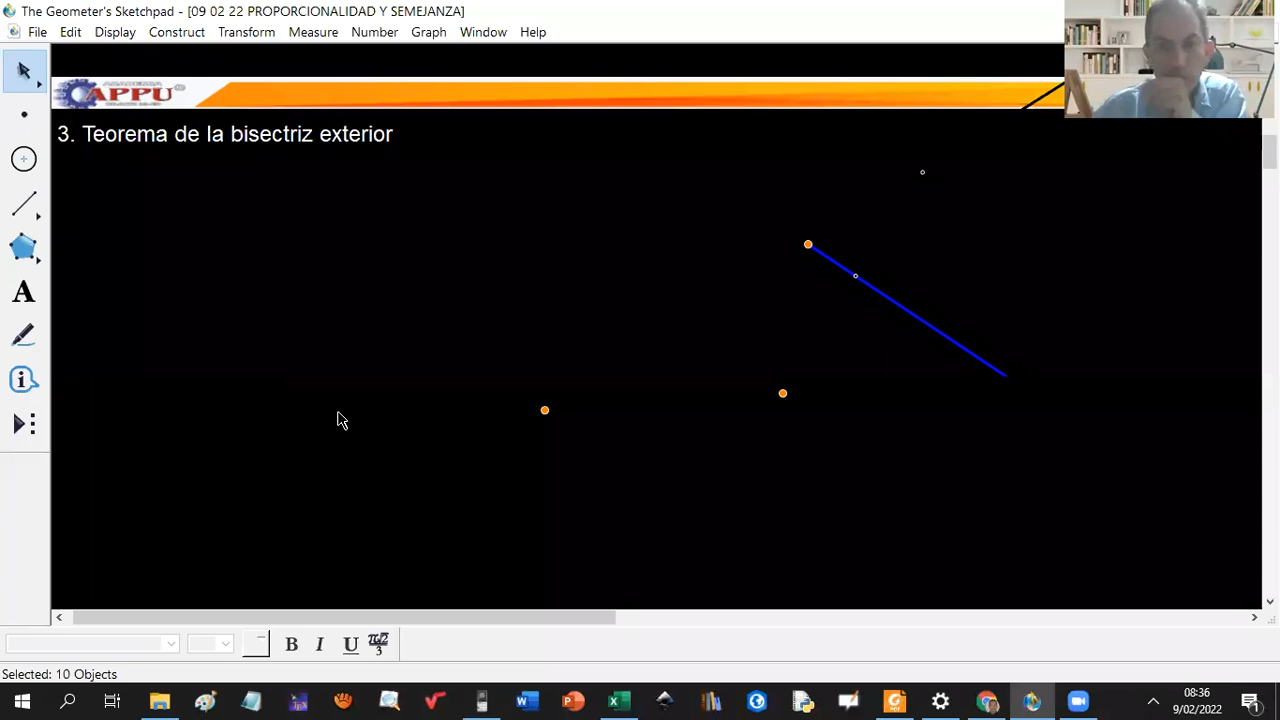 The Geometer's Sketchpad - [09 02 22 PROPORCIONALIDAD Y SEMEJANZA]
File Edit Display Construct Transform Measure Number Graph Window Help
ACADEMIA
APPU
3. Teorema de la bisectriz exterior
A
B I U
Selected: 10 Objects
08:36
9/02/2022